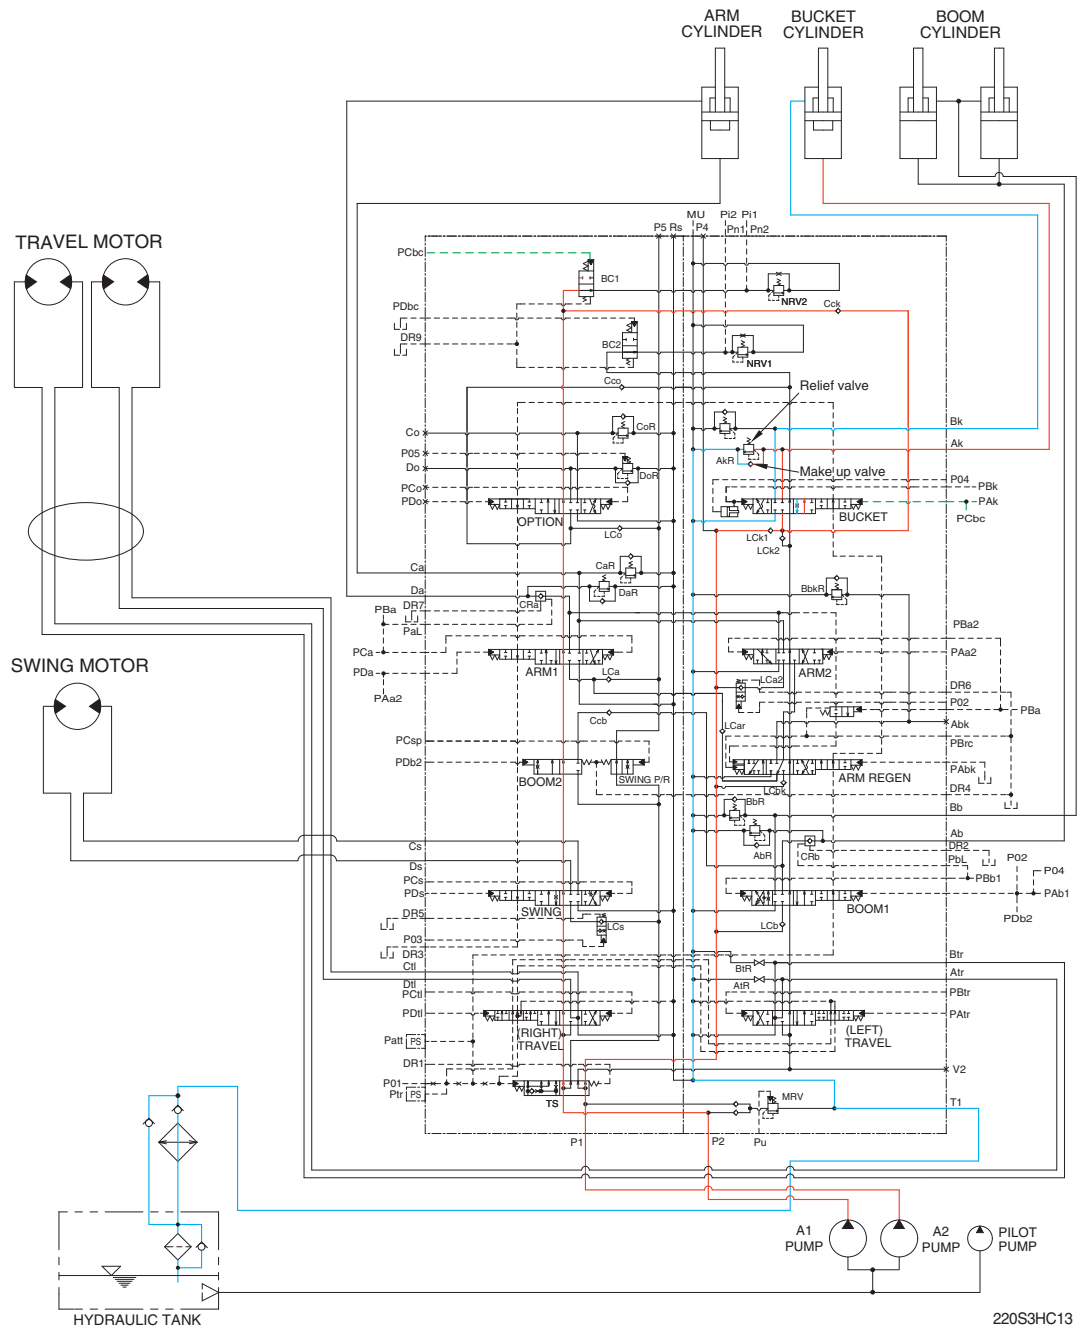 ARM
CYLINDER
BUCKET
CYLINDER
BOOM
CYLINDER
TRAVEL MOTOR
SWING MOTOR
P5 Rs
MU
P4
Pi2 Pi1
Pn1 Pn2
PCbc
BC1
NRV2
Cck
PDbc
DR9
BC2
NRV1
Cco
Relief valve
Co
CoR
Bk
Ak
P05
Do
DoR
AkR
Make up valve
P04
PBk
PCo
PDo
PAk
OPTION
BUCKET
PCbc
LCo
LCk1
LCk2
Ca
CaR
Da
DaR
BbkR
DR7
CRa
PBa
PaL
PBa2
PCa
PAa2
PDa
ARM1
LCa
LCa2
ARM2
DR6
PAa2
P02
PBa
Ccb
LCar
Abk
PCsp
PBrc
PDb2
BOOM2
SWING P/R
ARM REGEN
PAbk
LCbk
DR4
BbR
Bb
Cs
AbR
CRb
Ab
DR2
Ds
PbL
P02
PCs
PBb1
P04
PDs
PAb1
SWING
BOOM1
PDb2
DR5
LCs
LCb
P03
DR3
Btr
Ctl
BtR
Atr
Dtl
AtR
PCtl
PBtr
PDtl
PAtr
(RIGHT)
TRAVEL
(LEFT)
TRAVEL
Patt
PS
DR1
V2
P01
Ptr
PS
TS
MRV
T1
P1
P2
Pu
A1
PUMP
A2
PUMP
PILOT
PUMP
HYDRAULIC TANK
220S3HC13